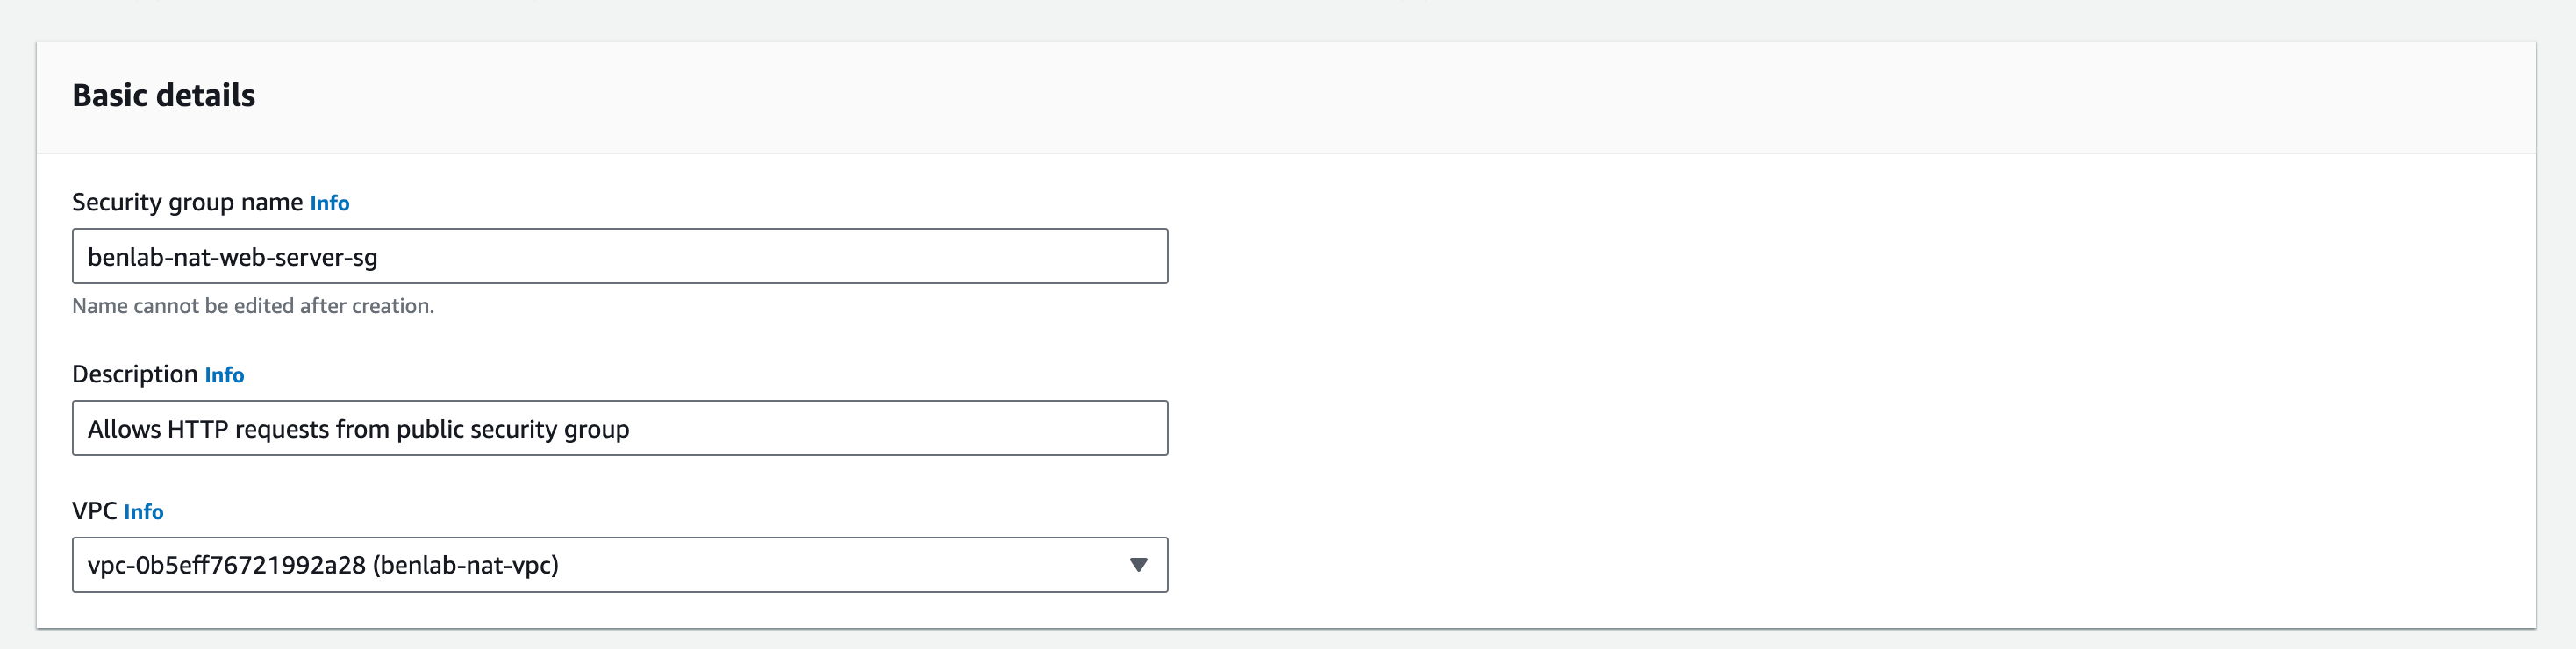 Basic details
Security group name Info
benlab-nat-web-server-sg
Name cannot be edited after creation.
Description Info
Allows HTTP requests from public security group
VPC Info
vpc-0b5eff76721992a28 (benlab-nat-vpc)